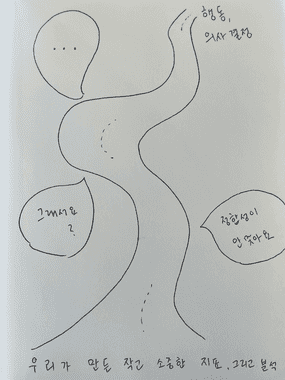 ...
행동,
의사 결정
그래서요
?
정합성이
안 맞아요
우리가 만든 작고 소중한 지표, 그리고 분석